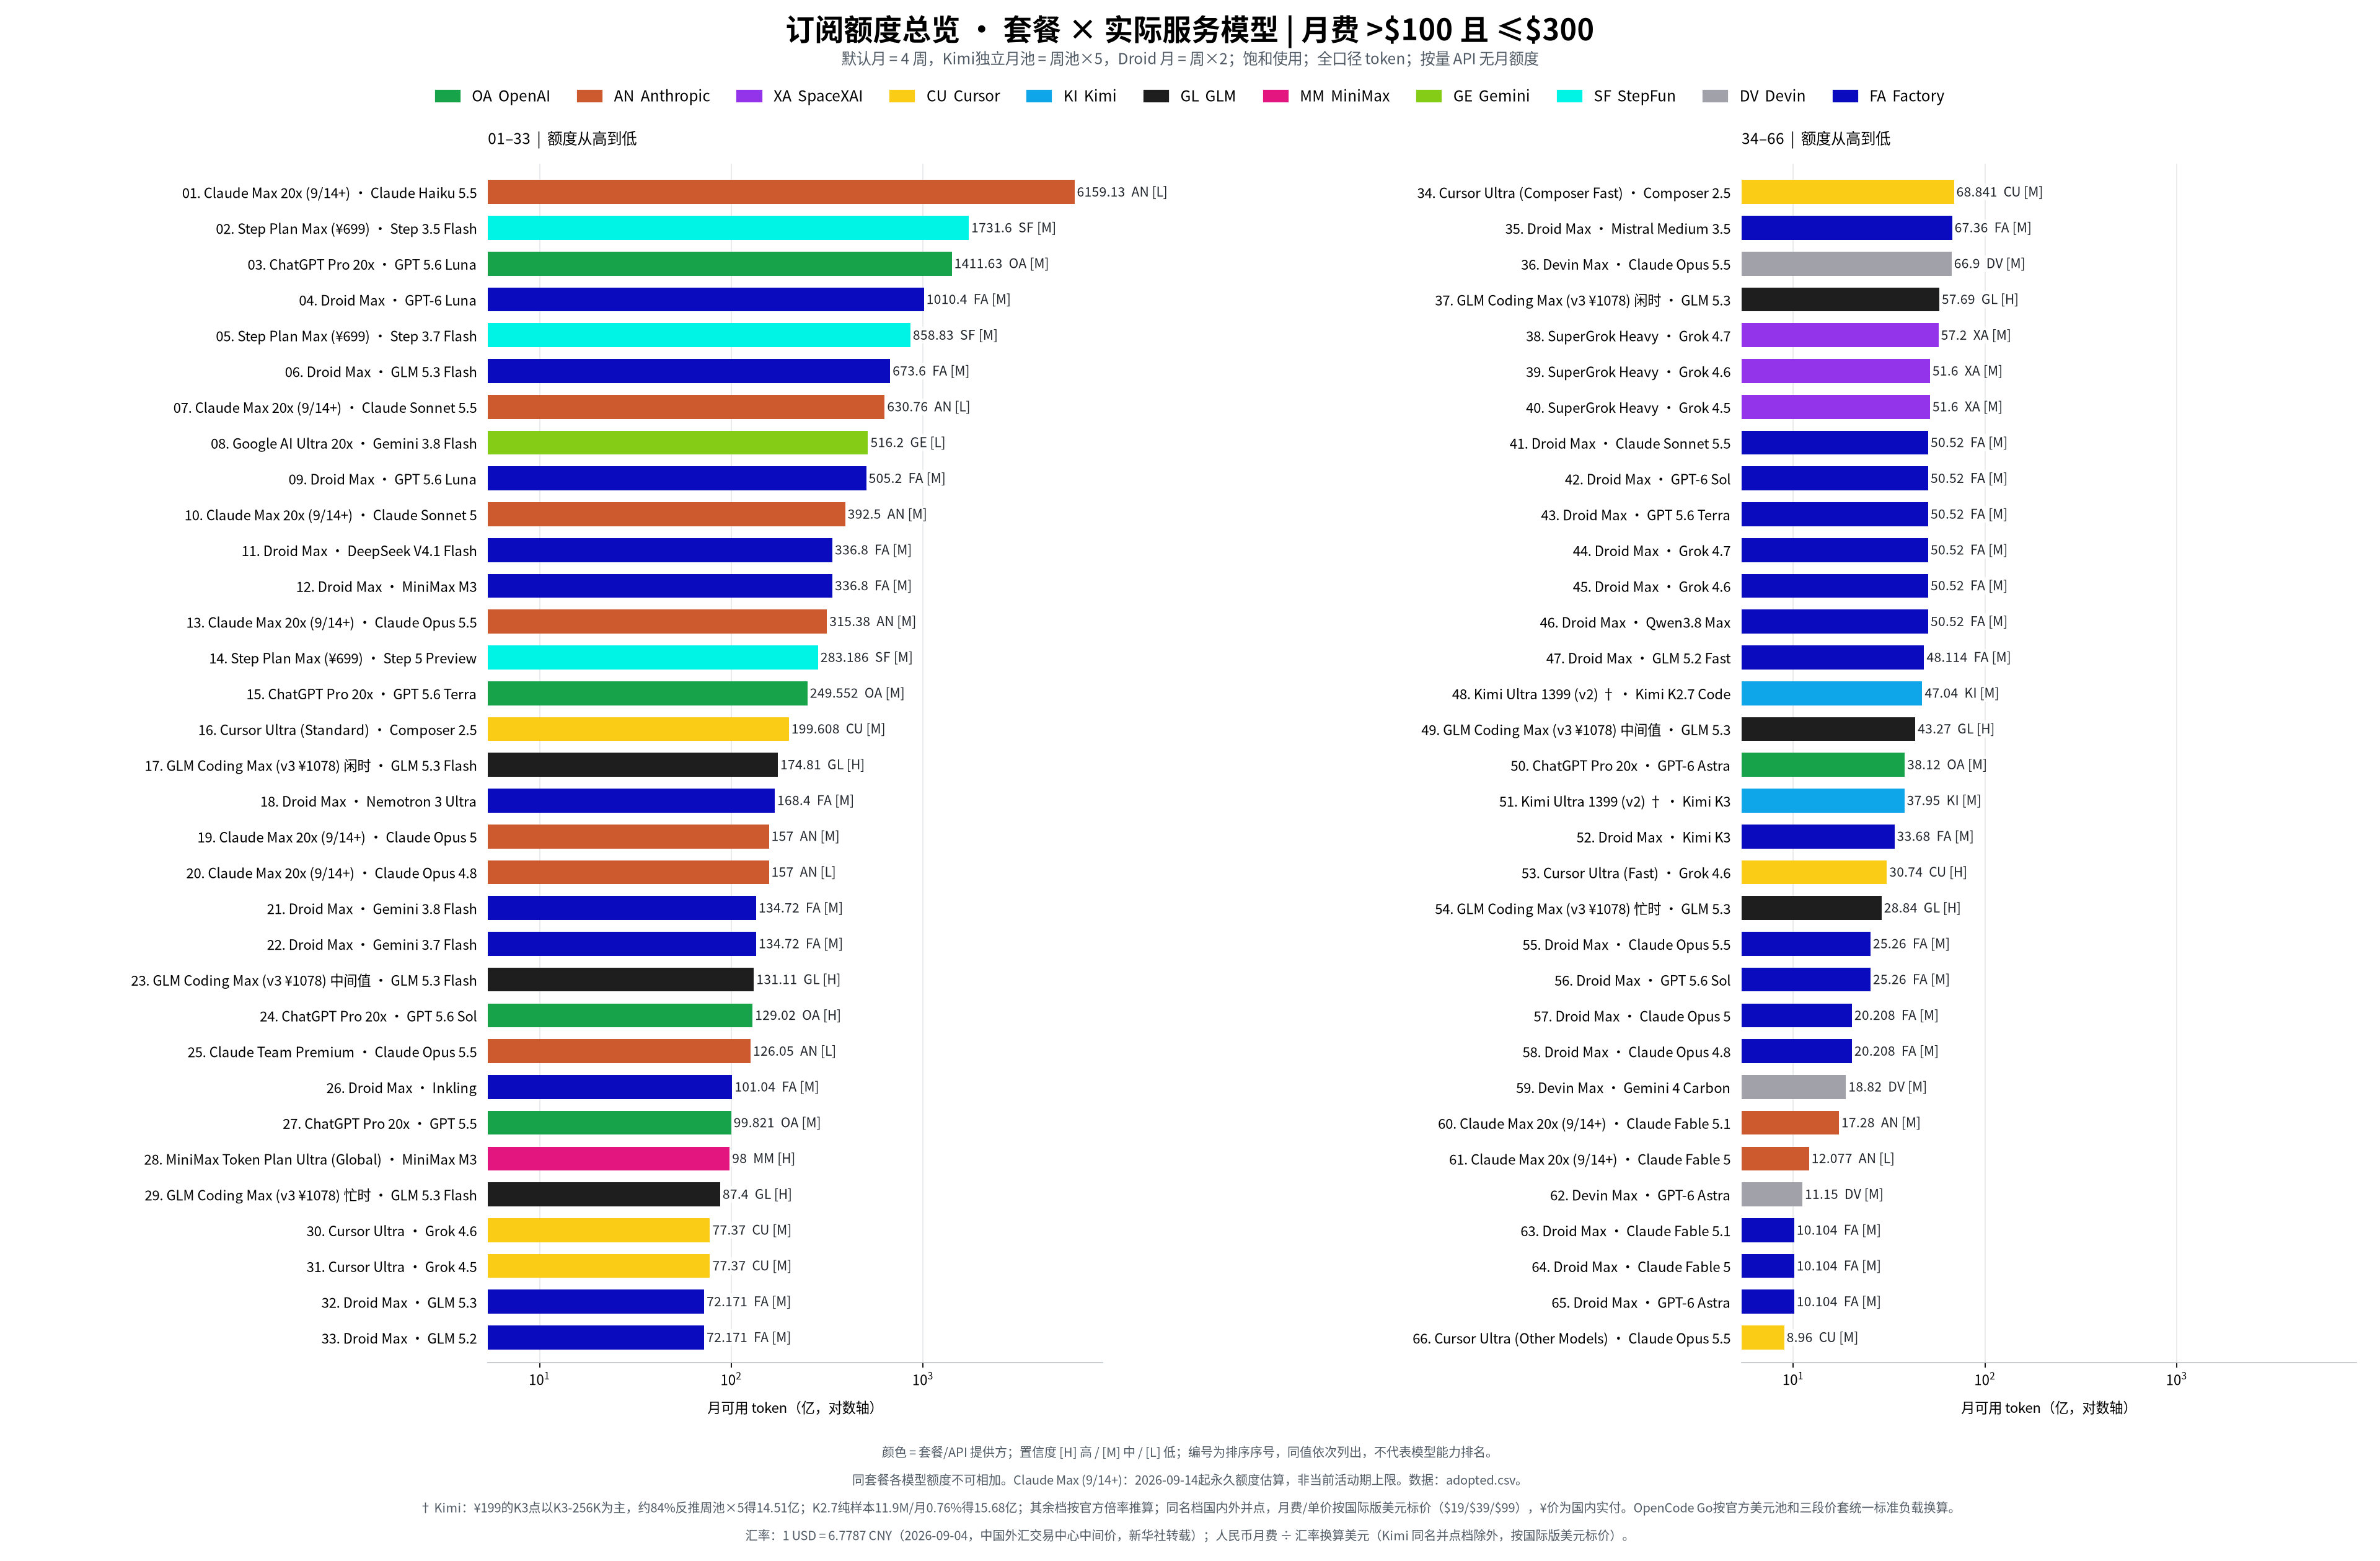 订阅额度总览 · 套餐 × 实际服务模型 | 月费 >$100 且 ≤$300
默认月 = 4 周，Kimi独立月池 = 周池×5，Droid 月 = 周×2；饱和使用；全口径 token；按量 API 无月额度
OA OpenAI AN Anthropic XA SpaceXAI CU Cursor KI Kimi GL GLM MM MiniMax GE Gemini SF StepFun DV Devin FA Factory
01–33 | 额度从高到低
01. Claude Max 20x (9/14+) · Claude Haiku 5.5 6159.13 AN [L]
02. Step Plan Max (¥699) · Step 3.5 Flash 1731.6 SF [M]
03. ChatGPT Pro 20x · GPT 5.6 Luna 1411.63 OA [M]
04. Droid Max · GPT-6 Luna 1010.4 FA [M]
05. Step Plan Max (¥699) · Step 3.7 Flash 858.83 SF [M]
06. Droid Max · GLM 5.3 Flash 673.6 FA [M]
07. Claude Max 20x (9/14+) · Claude Sonnet 5.5 630.76 AN [L]
08. Google AI Ultra 20x · Gemini 3.8 Flash 516.2 GE [L]
09. Droid Max · GPT 5.6 Luna 505.2 FA [M]
10. Claude Max 20x (9/14+) · Claude Sonnet 5 392.5 AN [M]
11. Droid Max · DeepSeek V4.1 Flash 336.8 FA [M]
12. Droid Max · MiniMax M3 336.8 FA [M]
13. Claude Max 20x (9/14+) · Claude Opus 5.5 315.38 AN [M]
14. Step Plan Max (¥699) · Step 5 Preview 283.186 SF [M]
15. ChatGPT Pro 20x · GPT 5.6 Terra 249.552 OA [M]
16. Cursor Ultra (Standard) · Composer 2.5 199.608 CU [M]
17. GLM Coding Max (v3 ¥1078) 闲时 · GLM 5.3 Flash 174.81 GL [H]
18. Droid Max · Nemotron 3 Ultra 168.4 FA [M]
19. Claude Max 20x (9/14+) · Claude Opus 5 157 AN [M]
20. Claude Max 20x (9/14+) · Claude Opus 4.8 157 AN [L]
21. Droid Max · Gemini 3.8 Flash 134.72 FA [M]
22. Droid Max · Gemini 3.7 Flash 134.72 FA [M]
23. GLM Coding Max (v3 ¥1078) 中间值 · GLM 5.3 Flash 131.11 GL [H]
24. ChatGPT Pro 20x · GPT 5.6 Sol 129.02 OA [H]
25. Claude Team Premium · Claude Opus 5.5 126.05 AN [L]
26. Droid Max · Inkling 101.04 FA [M]
27. ChatGPT Pro 20x · GPT 5.5 99.821 OA [M]
28. MiniMax Token Plan Ultra (Global) · MiniMax M3 98 MM [H]
29. GLM Coding Max (v3 ¥1078) 忙时 · GLM 5.3 Flash 87.4 GL [H]
30. Cursor Ultra · Grok 4.6 77.37 CU [M]
31. Cursor Ultra · Grok 4.5 77.37 CU [M]
32. Droid Max · GLM 5.3 72.171 FA [M]
33. Droid Max · GLM 5.2 72.171 FA [M]
10¹ 10² 10³
月可用 token（亿，对数轴）
34–66 | 额度从高到低
34. Cursor Ultra (Composer Fast) · Composer 2.5 68.841 CU [M]
35. Droid Max · Mistral Medium 3.5 67.36 FA [M]
36. Devin Max · Claude Opus 5.5 66.9 DV [M]
37. GLM Coding Max (v3 ¥1078) 闲时 · GLM 5.3 57.69 GL [H]
38. SuperGrok Heavy · Grok 4.7 57.2 XA [M]
39. SuperGrok Heavy · Grok 4.6 51.6 XA [M]
40. SuperGrok Heavy · Grok 4.5 51.6 XA [M]
41. Droid Max · Claude Sonnet 5.5 50.52 FA [M]
42. Droid Max · GPT-6 Sol 50.52 FA [M]
43. Droid Max · GPT 5.6 Terra 50.52 FA [M]
44. Droid Max · Grok 4.7 50.52 FA [M]
45. Droid Max · Grok 4.6 50.52 FA [M]
46. Droid Max · Qwen3.8 Max 50.52 FA [M]
47. Droid Max · GLM 5.2 Fast 48.114 FA [M]
48. Kimi Ultra 1399 (v2) † · Kimi K2.7 Code 47.04 KI [M]
49. GLM Coding Max (v3 ¥1078) 中间值 · GLM 5.3 43.27 GL [H]
50. ChatGPT Pro 20x · GPT-6 Astra 38.12 OA [M]
51. Kimi Ultra 1399 (v2) † · Kimi K3 37.95 KI [M]
52. Droid Max · Kimi K3 33.68 FA [M]
53. Cursor Ultra (Fast) · Grok 4.6 30.74 CU [H]
54. GLM Coding Max (v3 ¥1078) 忙时 · GLM 5.3 28.84 GL [H]
55. Droid Max · Claude Opus 5.5 25.26 FA [M]
56. Droid Max · GPT 5.6 Sol 25.26 FA [M]
57. Droid Max · Claude Opus 5 20.208 FA [M]
58. Droid Max · Claude Opus 4.8 20.208 FA [M]
59. Devin Max · Gemini 4 Carbon 18.82 DV [M]
60. Claude Max 20x (9/14+) · Claude Fable 5.1 17.28 AN [M]
61. Claude Max 20x (9/14+) · Claude Fable 5 12.077 AN [L]
62. Devin Max · GPT-6 Astra 11.15 DV [M]
63. Droid Max · Claude Fable 5.1 10.104 FA [M]
64. Droid Max · Claude Fable 5 10.104 FA [M]
65. Droid Max · GPT-6 Astra 10.104 FA [M]
66. Cursor Ultra (Other Models) · Claude Opus 5.5 8.96 CU [M]
10¹ 10² 10³
月可用 token（亿，对数轴）
颜色 = 套餐/API 提供方；置信度 [H] 高 / [M] 中 / [L] 低；编号为排序序号，同值依次列出，不代表模型能力排名。
同套餐各模型额度不可相加。Claude Max (9/14+)：2026-09-14起永久额度估算，非当前活动期上限。数据：adopted.csv。
† Kimi：¥199的K3点以K3-256K为主，约84%反推周池×5得14.51亿；K2.7纯样本11.9M/月0.76%得15.68亿；其余档按官方倍率推算；同名档国内外并点，月费/单价按国际版美元标价（$19/$39/$99），¥价为国内实付。OpenCode Go按官方美元池和三段价套统一标准负载换算。
汇率：1 USD = 6.7787 CNY（2026-09-04，中国外汇交易中心中间价，新华社转载）；人民币月费 ÷ 汇率换算美元（Kimi 同名并点档除外，按国际版美元标价）。